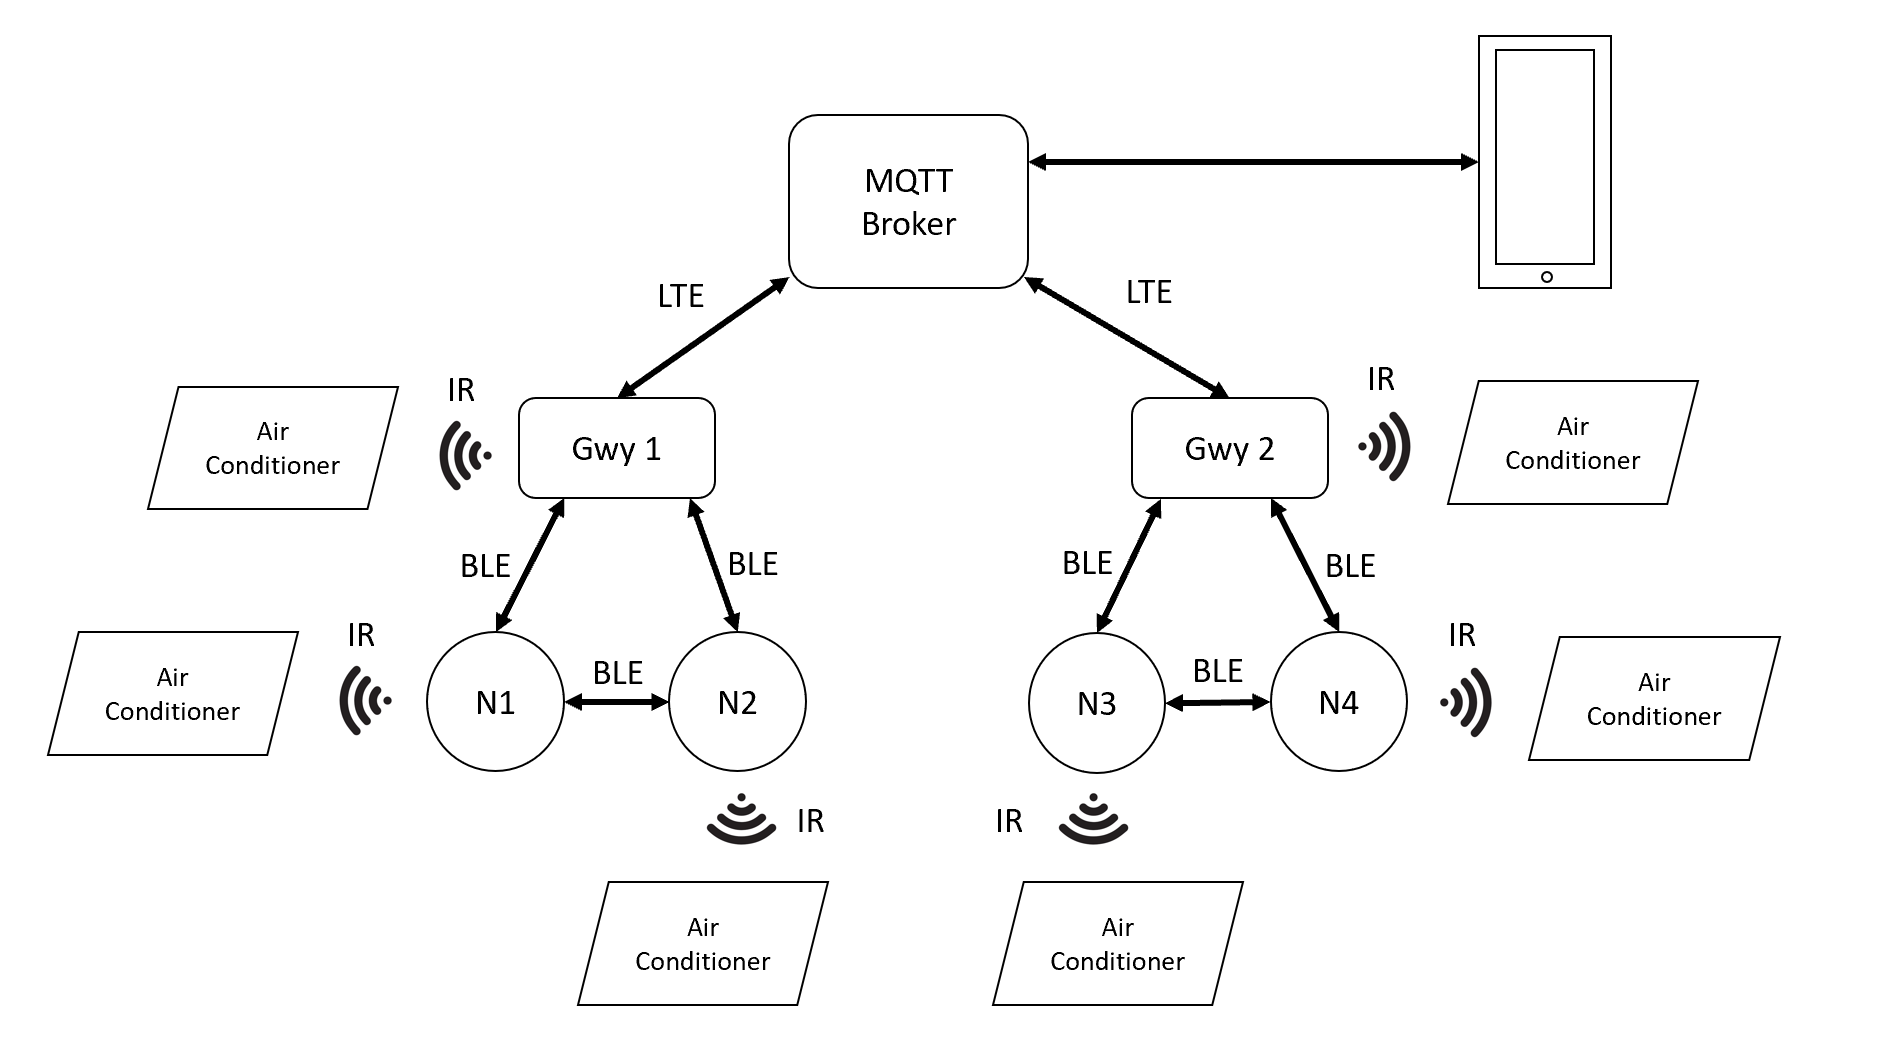 MQTT
Broker
LTE
LTE
IR
IR
Air
Conditioner
Gwy 1
Gwy 2
Air
Conditioner
BLE
BLE
BLE
BLE
IR
IR
Air
Conditioner
N1
BLE
N2
N3
BLE
N4
Air
Conditioner
IR
IR
Air
Conditioner
Air
Conditioner